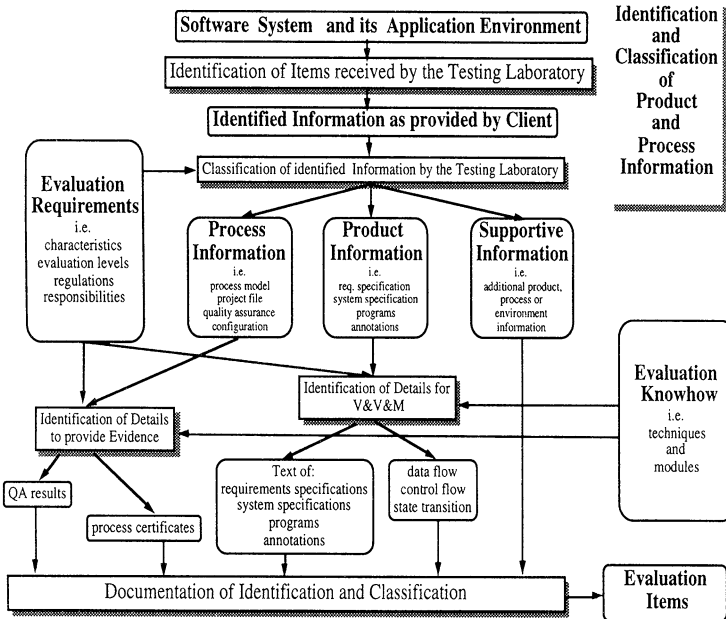 Software System and its Application Environment
Identification of Items received by the Testing Laboratory
Identified Information as provided by Client
Identification
and
Classification
of
Product
and
Process
Information
Classification of identified Information by the Testing Laboratory
Evaluation
Requirements
i.e.
characteristics
evaluation levels
regulations
responsibilities
Process
Information
i.e.
process model
project file
quality assurance
configuration
Product
Information
i.e.
req. specification
system specification
programs
annotations
Supportive
Information
i.e.
additional product,
process or
environment
information
Identification of Details for
V&V&M
Evaluation
Knowhow
i.e.
techniques
and
modules
Identification of Details
to provide Evidence
QA results
process certificates
Text of:
requirements specifications
system specifications
programs
annotations
data flow
control flow
state transition
Documentation of Identification and Classification
Evaluation
Items